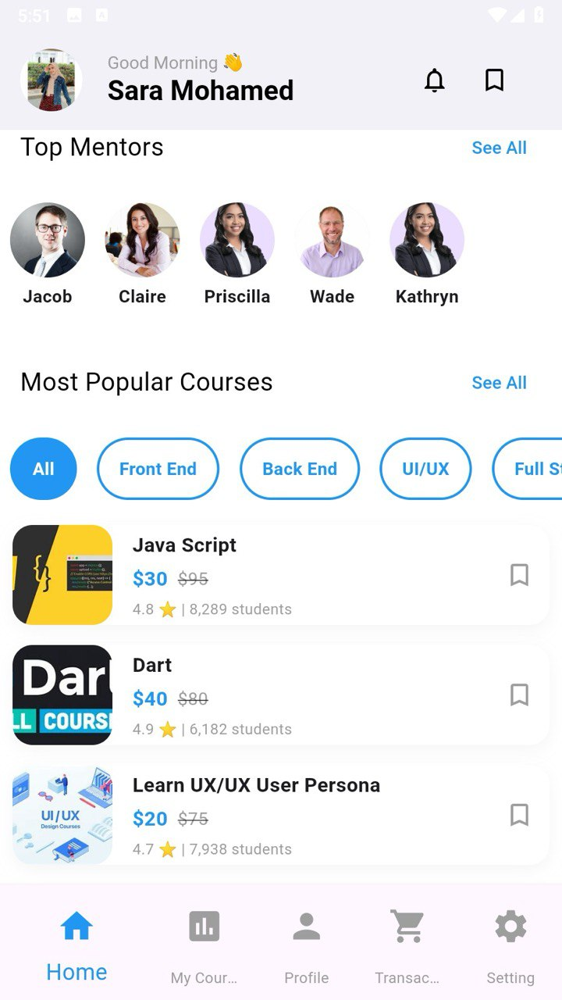 5:51
Good Morning 👋
Sara Mohamed
Top Mentors
See All
Jacob
Claire
Priscilla
Wade
Kathryn
Most Popular Courses
See All
All
Front End
Back End
UI/UX
Full St
Java Script
$30 $95
4.8 ⭐ | 8,289 students
Dart
$40 $80
4.9 ⭐ | 6,182 students
Dart
LL COURSE
Learn UX/UX User Persona
$20 $75
4.7 ⭐ | 7,938 students
UI/UX
Design Courses
Home
My Cour...
Profile
Transac...
Setting